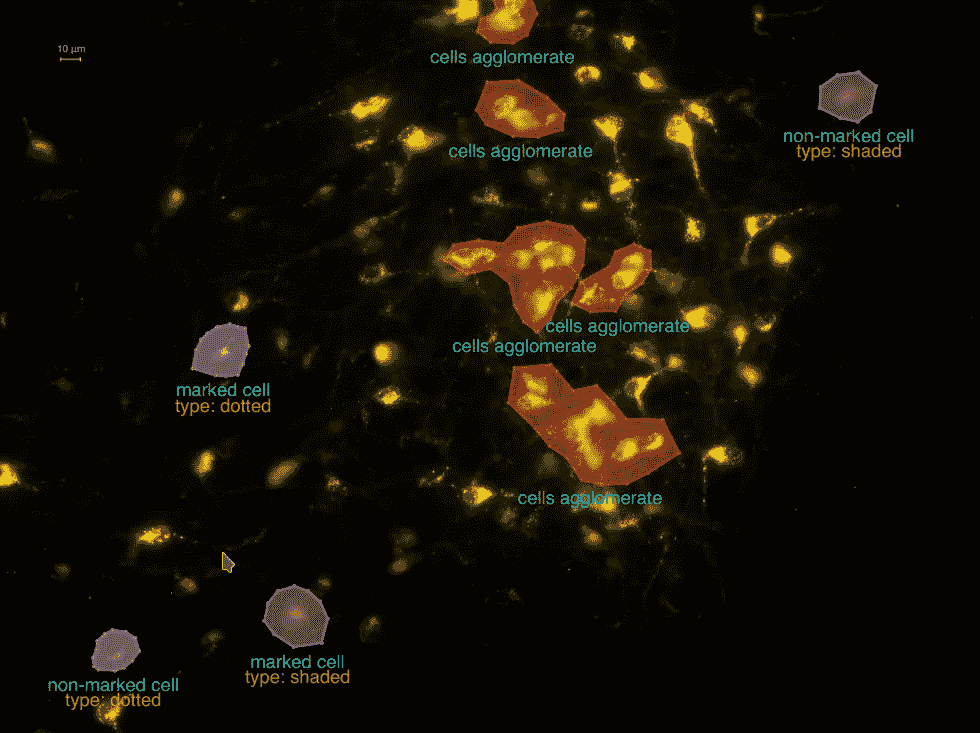 10 µm
cells agglomerate
non-marked cell
type: shaded
cells agglomerate
cells agglomerate
cells agglomerate
marked cell
type: dotted
cells agglomerate
marked cell
type: shaded
non-marked cell
type: dotted